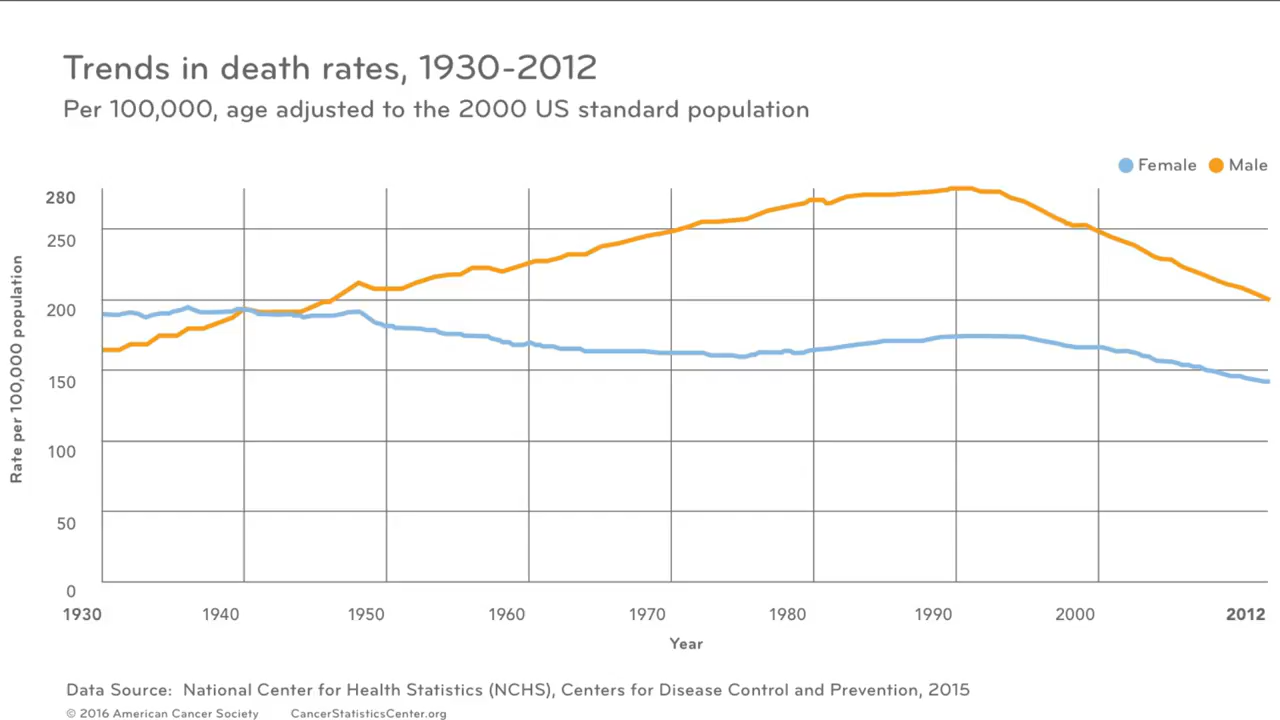 Trends in death rates, 1930-2012
Per 100,000, age adjusted to the 2000 US standard population
Female Male
280
250
200
150
100
50
0
Rate per 100,000 population
1930 1940 1950 1960 1970 1980 1990 2000 2012
Year
Data Source: National Center for Health Statistics (NCHS), Centers for Disease Control and Prevention, 2015
© 2016 American Cancer Society CancerStatisticsCenter.org